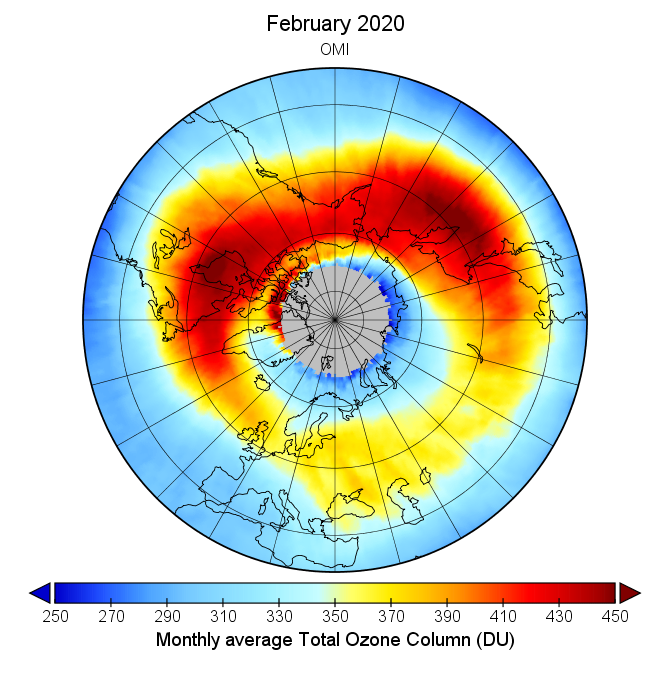 February 2020
OMI
250 270 290 310 330 350 370 390 410 430 450
Monthly average Total Ozone Column (DU)